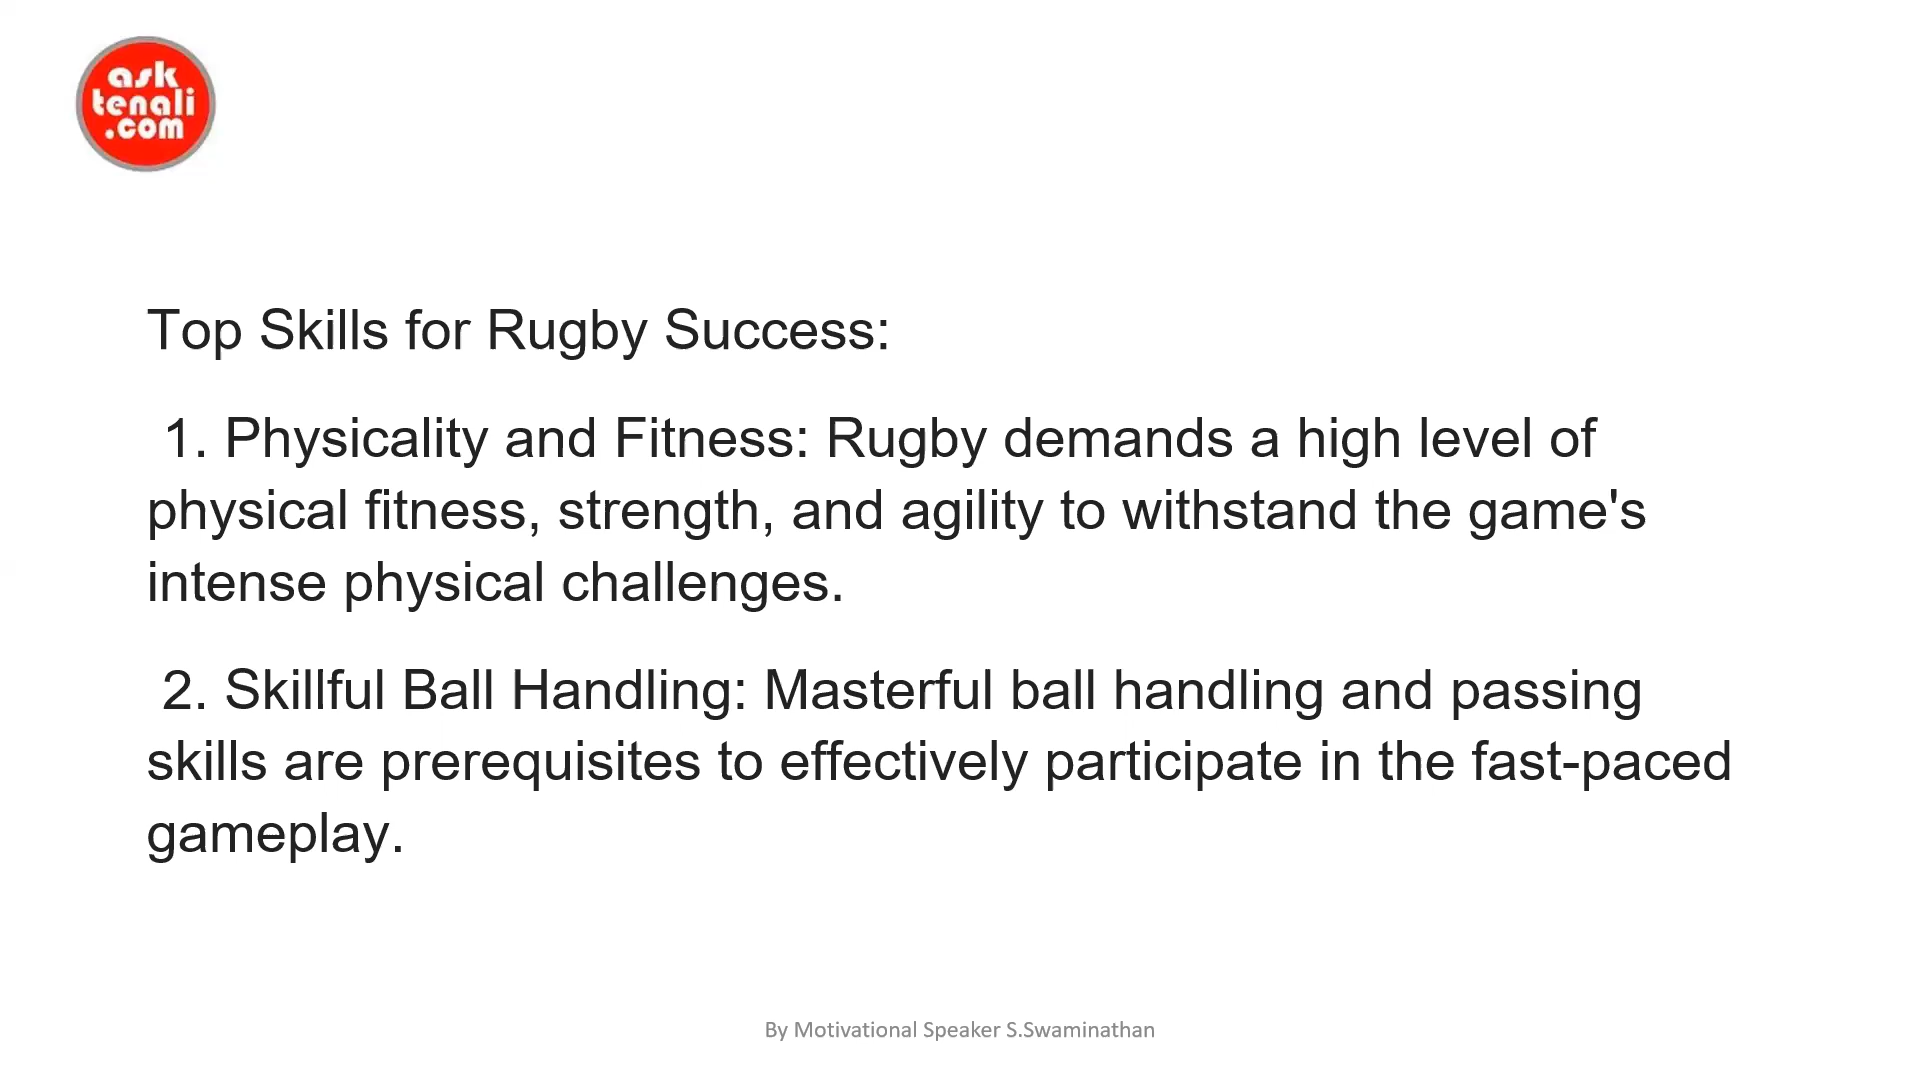 ask
tenali
.com
Top Skills for Rugby Success:
1. Physicality and Fitness: Rugby demands a high level of
physical fitness, strength, and agility to withstand the game's
intense physical challenges.
2. Skillful Ball Handling: Masterful ball handling and passing
skills are prerequisites to effectively participate in the fast-paced
gameplay.
By Motivational Speaker S.Swaminathan